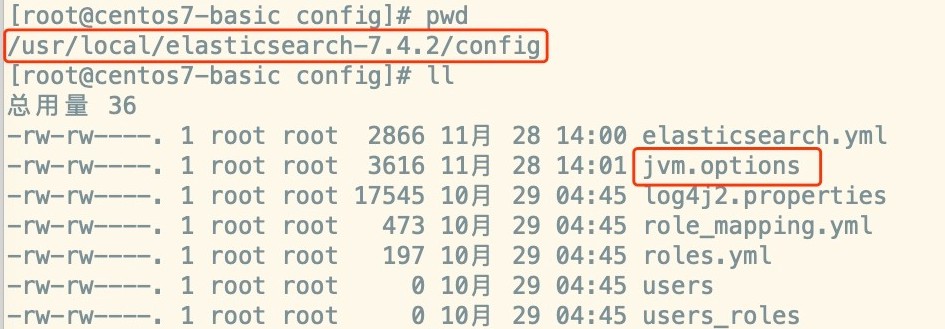 [root@centos7-basic config]# pwd
/usr/local/elasticsearch-7.4.2/config
[root@centos7-basic config]# ll
总用量 36
-rw-rw----. 1 root root  2866 11月 28 14:00 elasticsearch.yml
-rw-rw----. 1 root root  3616 11月 28 14:01 jvm.options
-rw-rw----. 1 root root 17545 10月 29 04:45 log4j2.properties
-rw-rw----. 1 root root   473 10月 29 04:45 role_mapping.yml
-rw-rw----. 1 root root   197 10月 29 04:45 roles.yml
-rw-rw----. 1 root root     0 10月 29 04:45 users
-rw-rw----. 1 root root     0 10月 29 04:45 users_roles